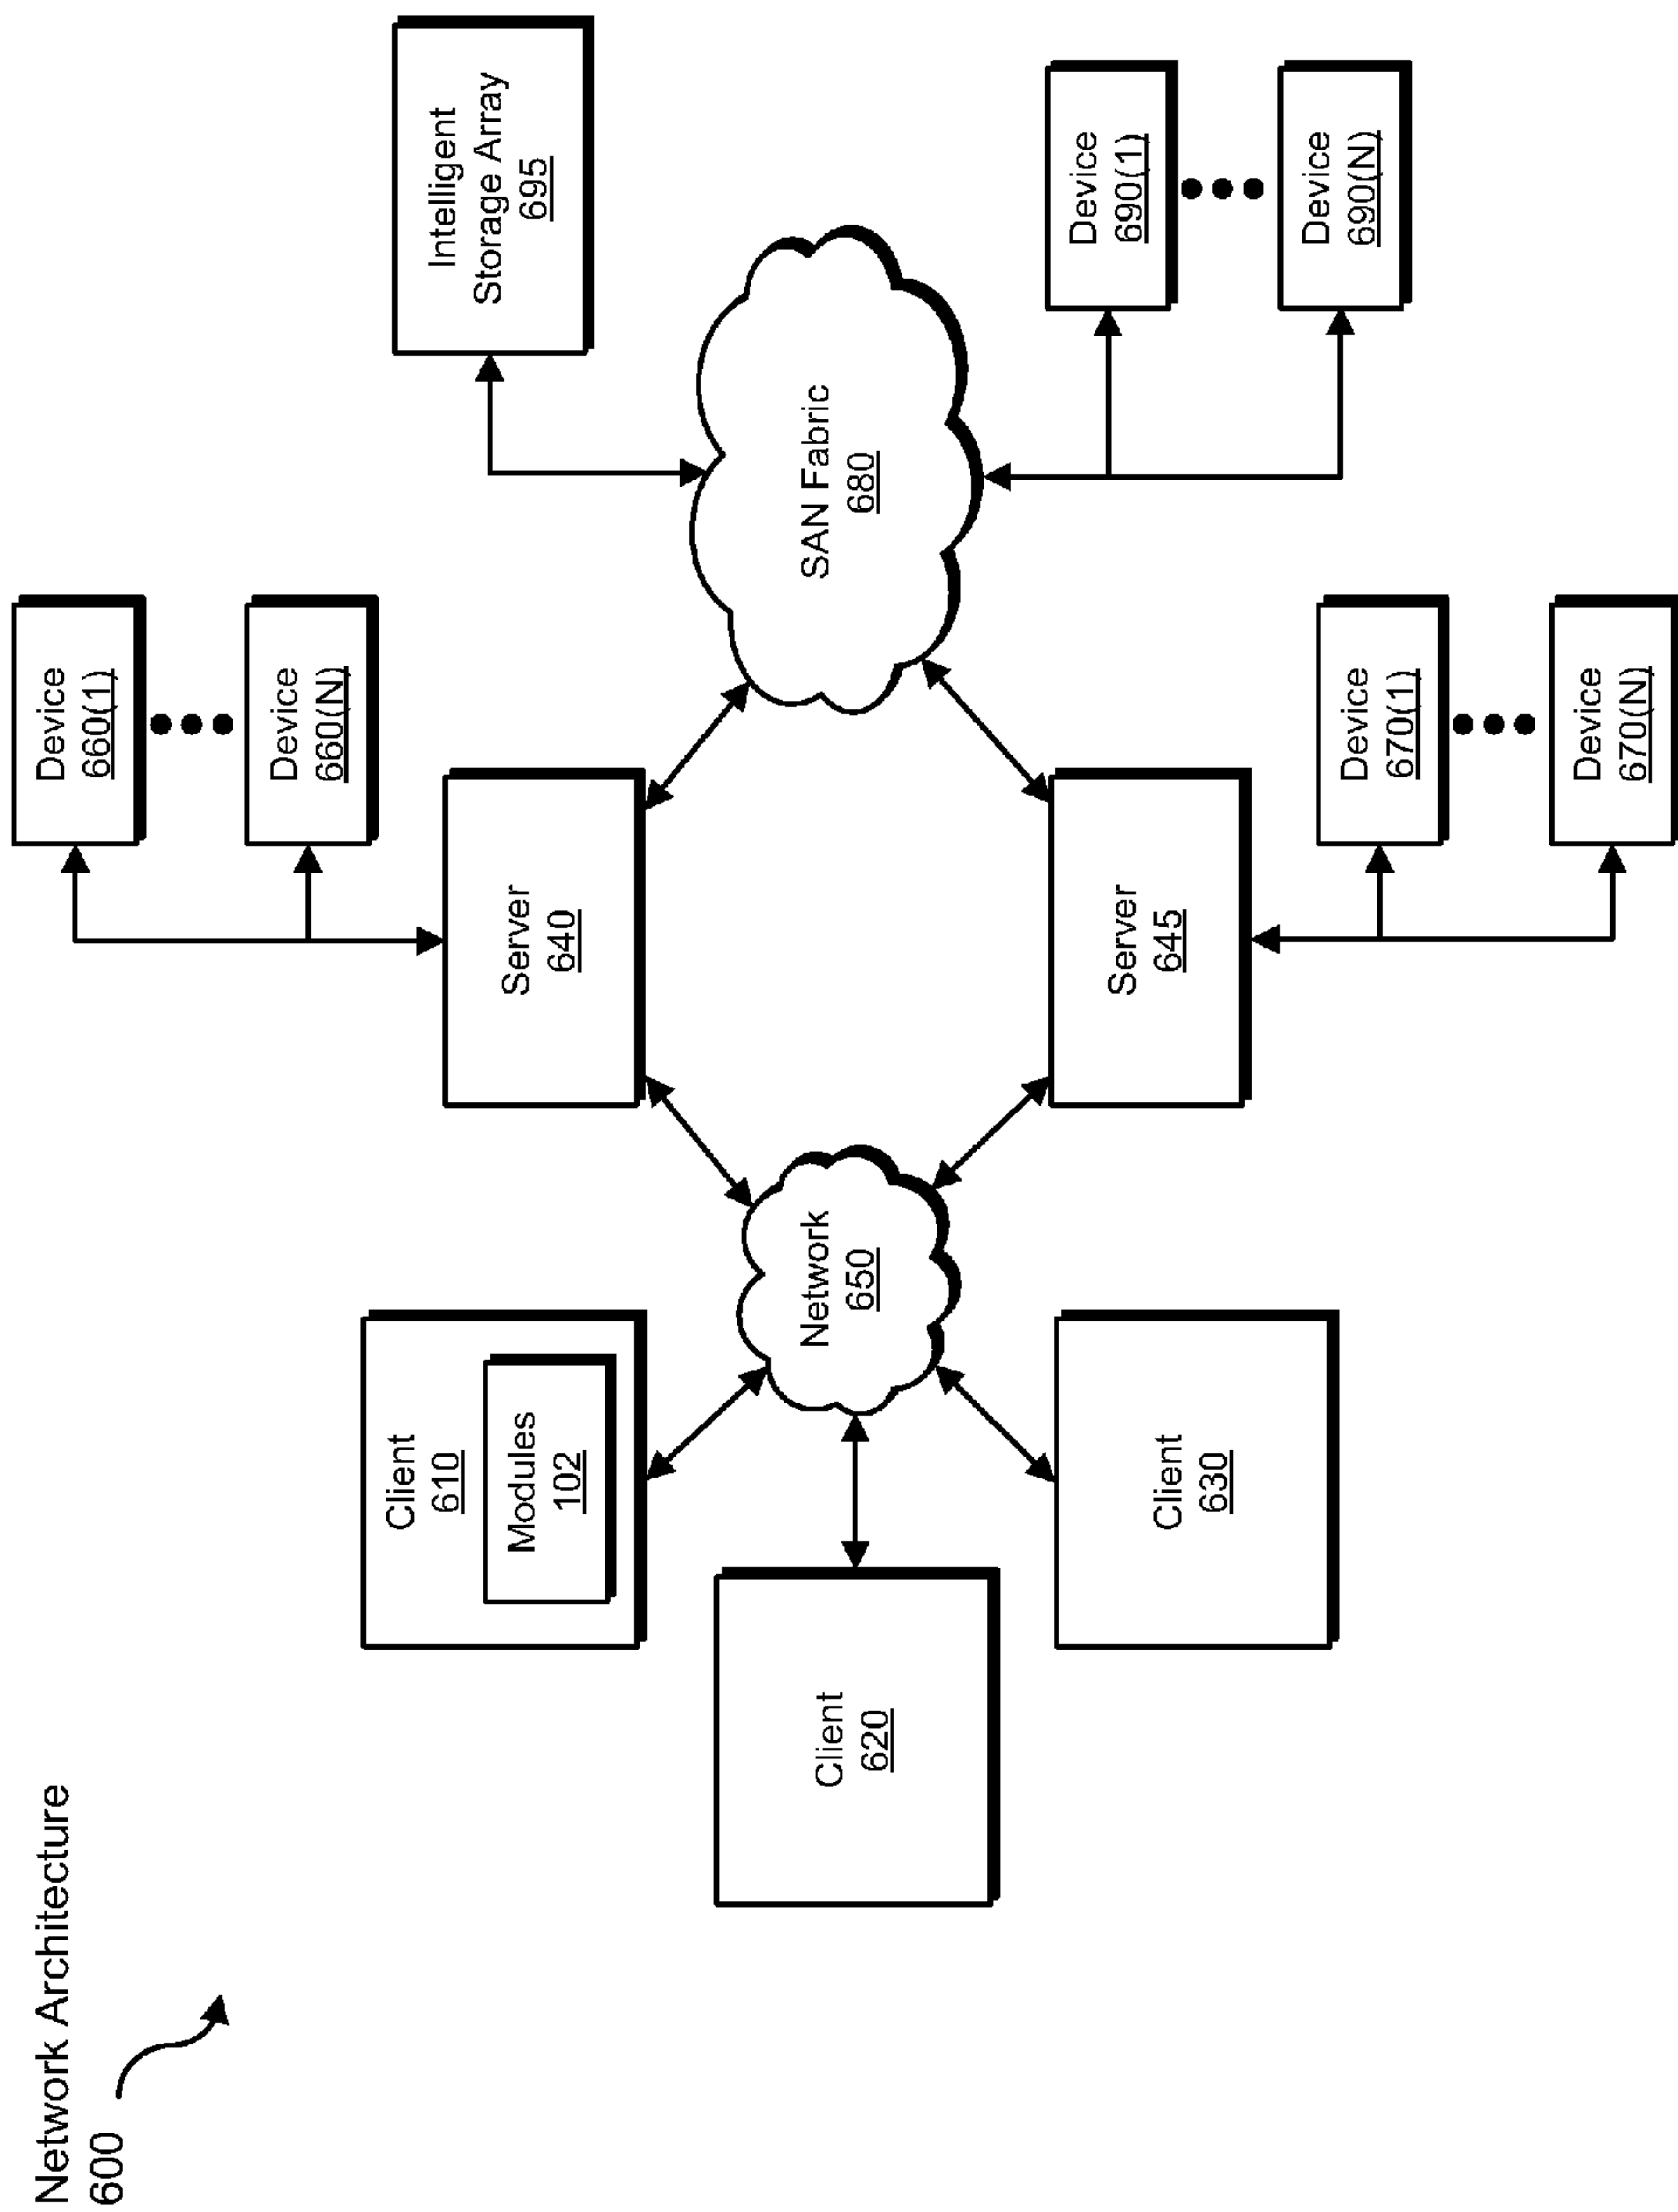 Network Architecture
600
Client
610
Modules
102
Client
620
Client
630
Network
650
Server
640
Server
645
Device
660(1)
Device
660(N)
Device
670(1)
Device
670(N)
SAN Fabric
680
Intelligent
Storage Array
695
Device
690(1)
Device
690(N)